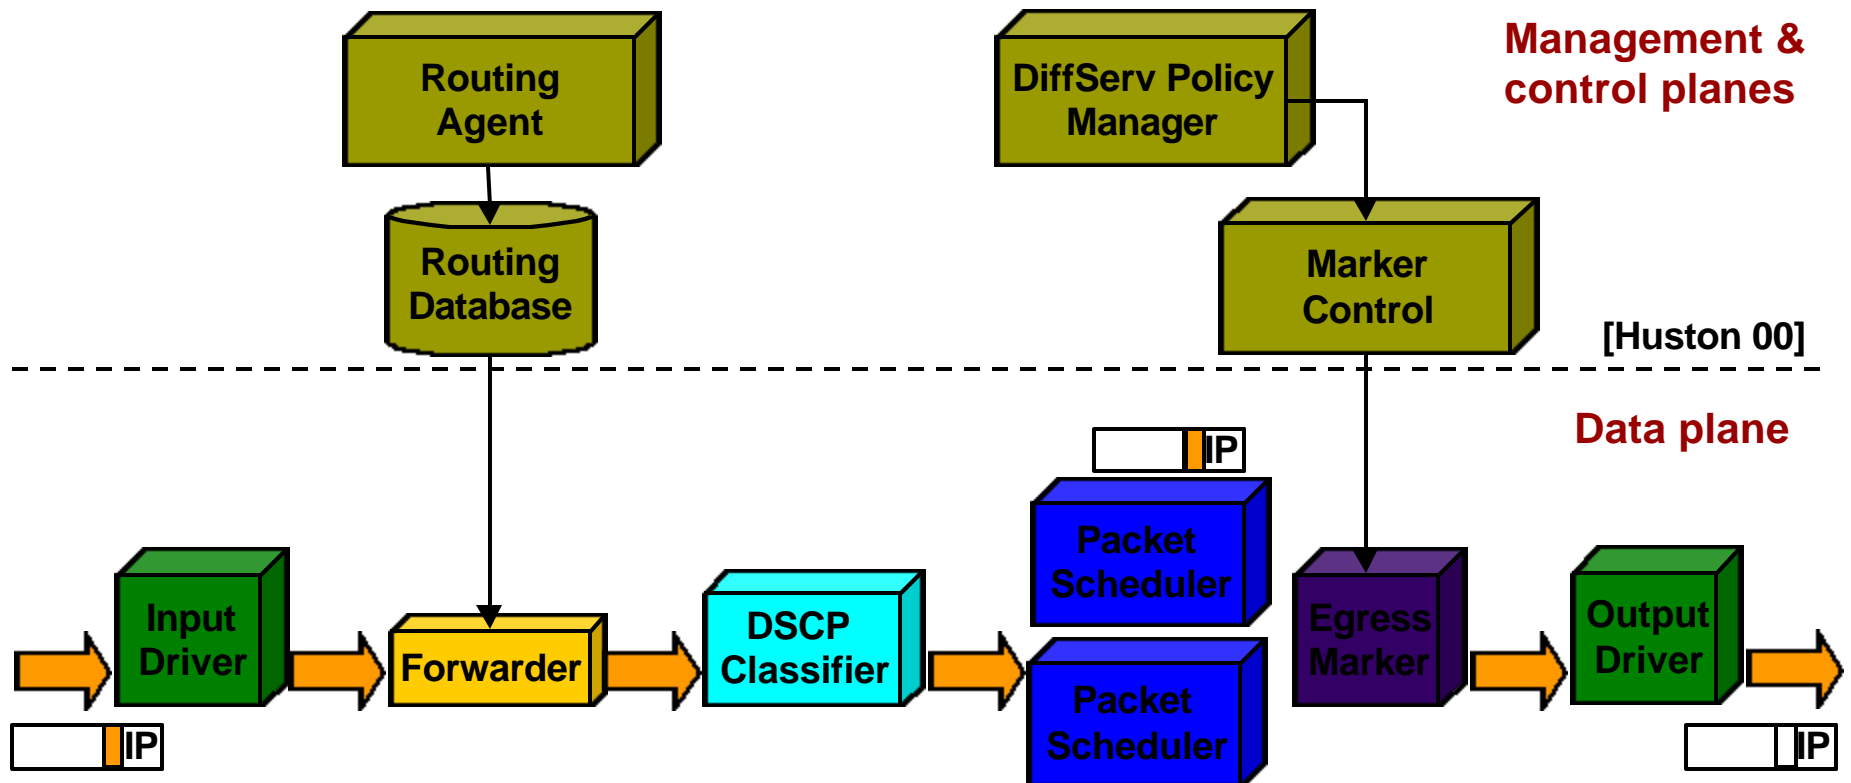 Routing
Agent
DiffServ Policy
Manager
Management &
control planes
Routing
Database
Marker
Control
[Huston 00]
Data plane
IP
Packet
Scheduler
Input
Driver
Forwarder
DSCP
Classifier
Packet
Scheduler
Egress
Marker
Output
Driver
IP
IP